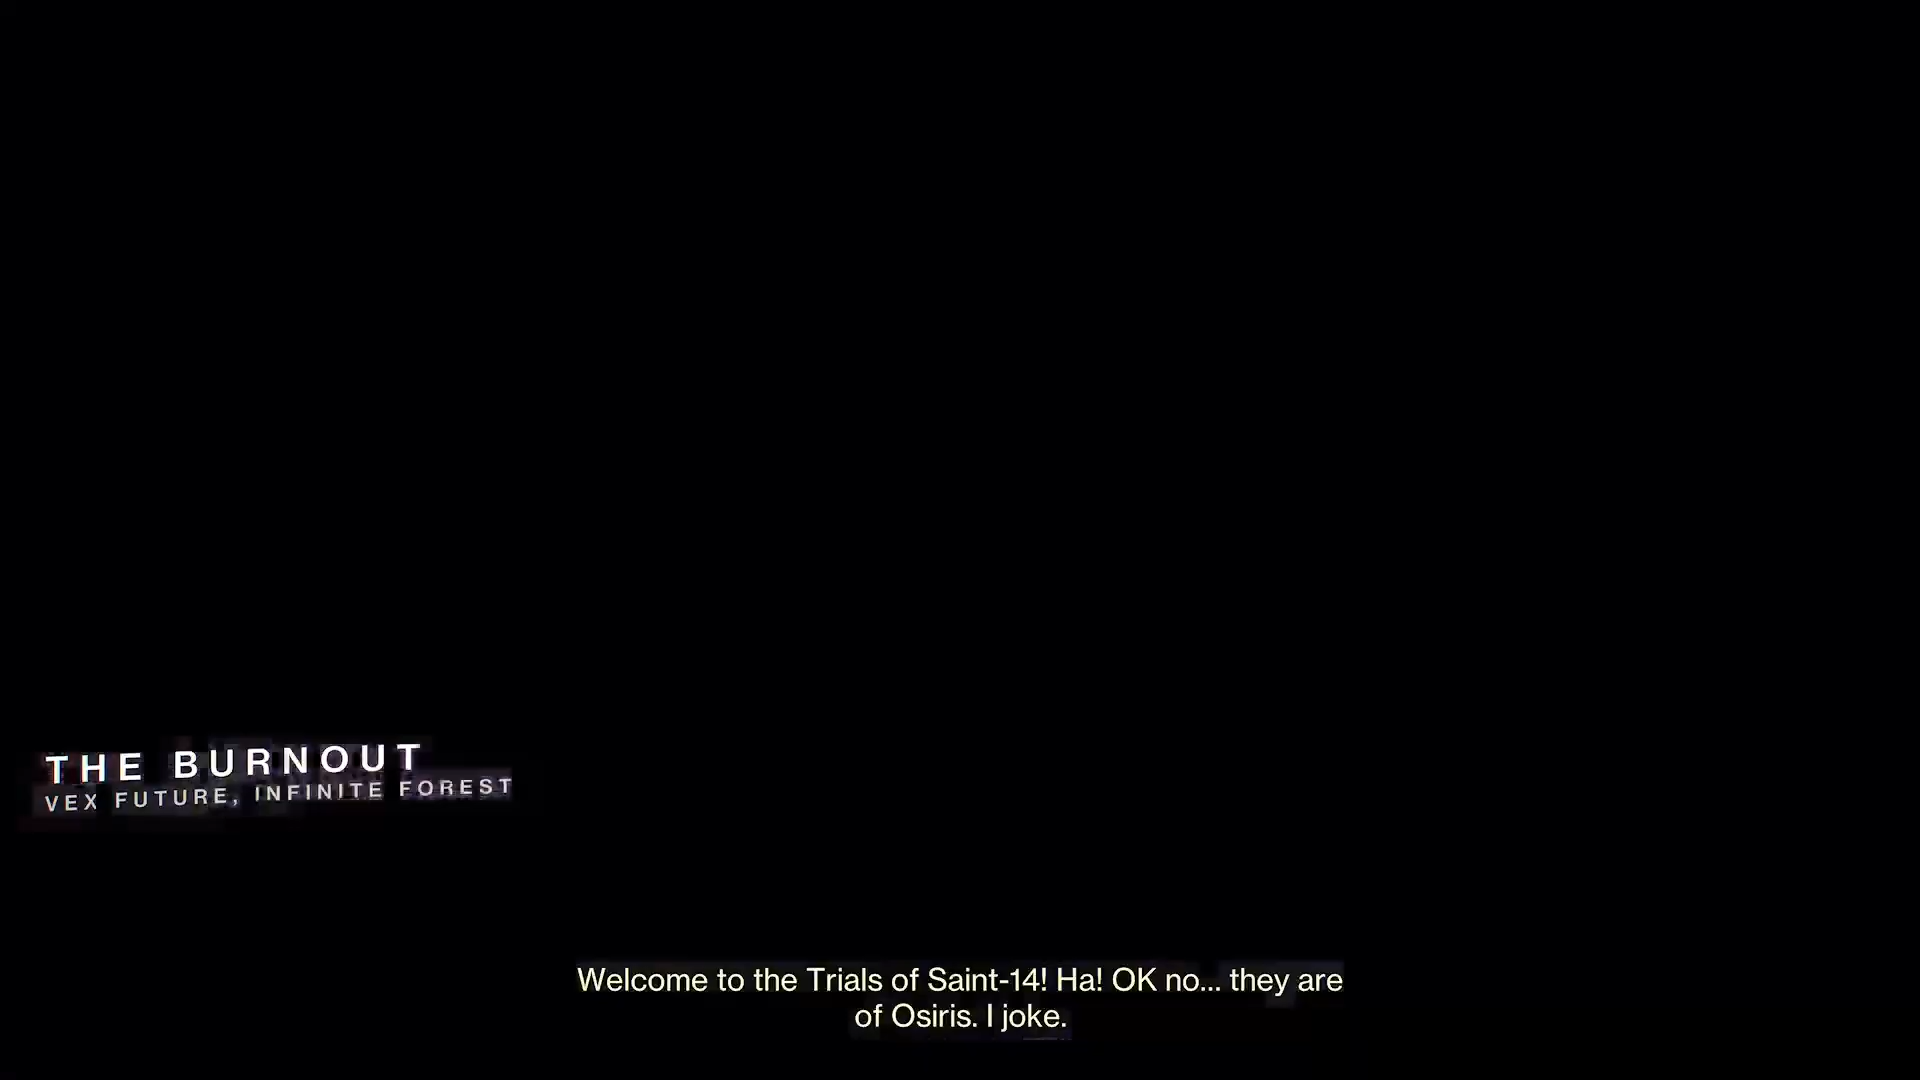 THE BURNOUT
VEX FUTURE, INFINITE FOREST
Welcome to the Trials of Saint-14! Ha! OK no... they are
of Osiris. I joke.